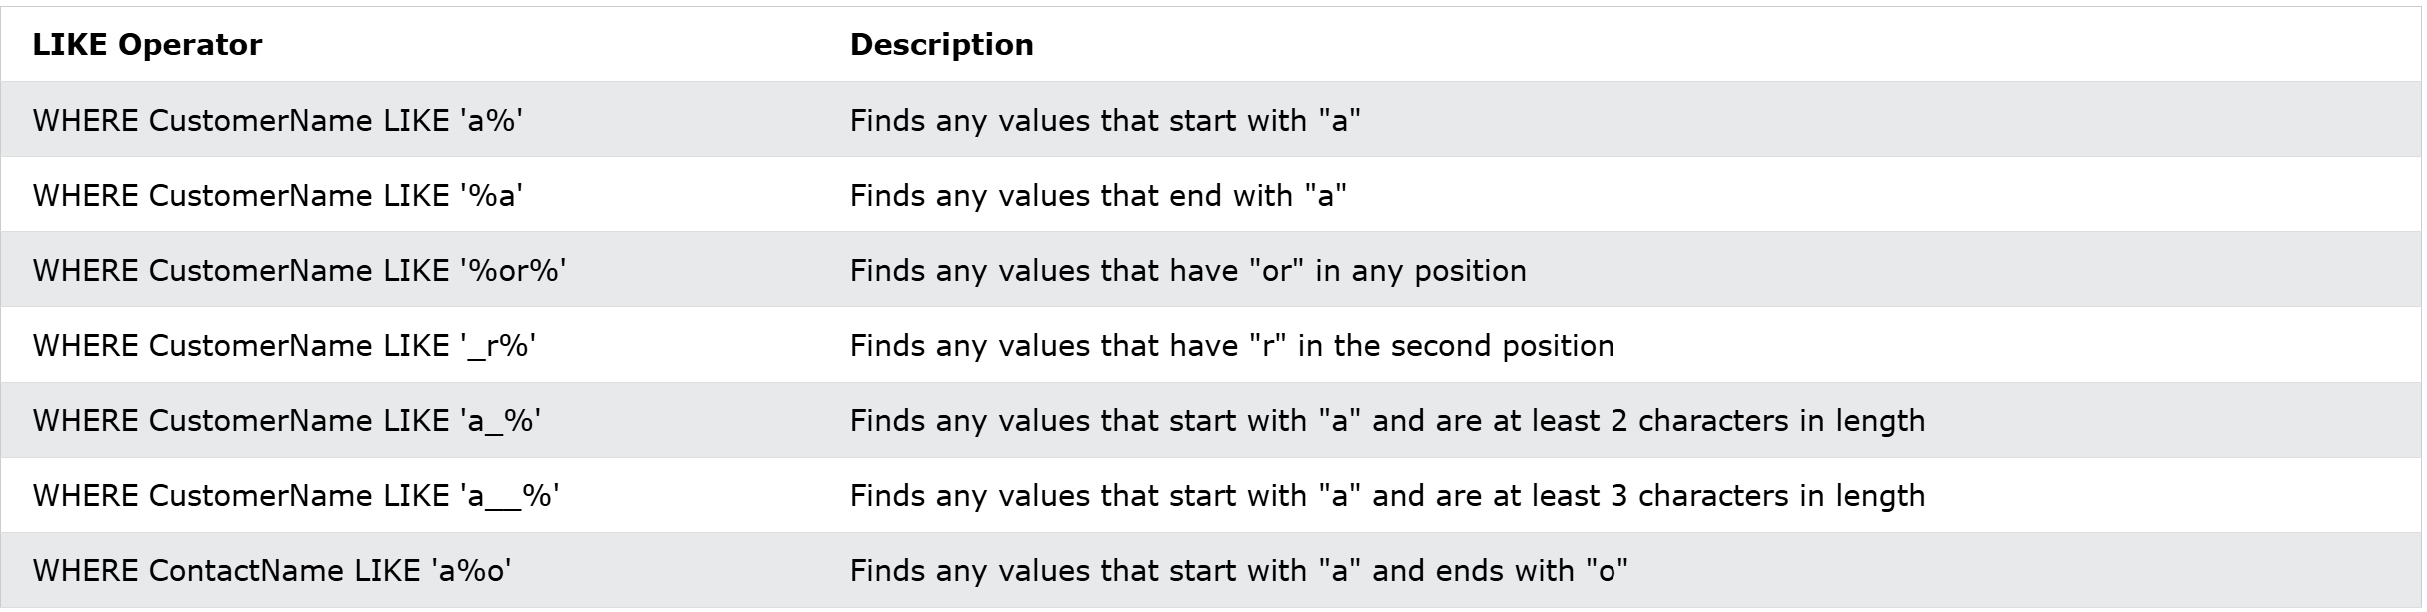 LIKE Operator Description
WHERE CustomerName LIKE 'a%' Finds any values that start with "a"
WHERE CustomerName LIKE '%a' Finds any values that end with "a"
WHERE CustomerName LIKE '%or%' Finds any values that have "or" in any position
WHERE CustomerName LIKE '_r%' Finds any values that have "r" in the second position
WHERE CustomerName LIKE 'a_%' Finds any values that start with "a" and are at least 2 characters in length
WHERE CustomerName LIKE 'a__%' Finds any values that start with "a" and are at least 3 characters in length
WHERE ContactName LIKE 'a%o' Finds any values that start with "a" and ends with "o"